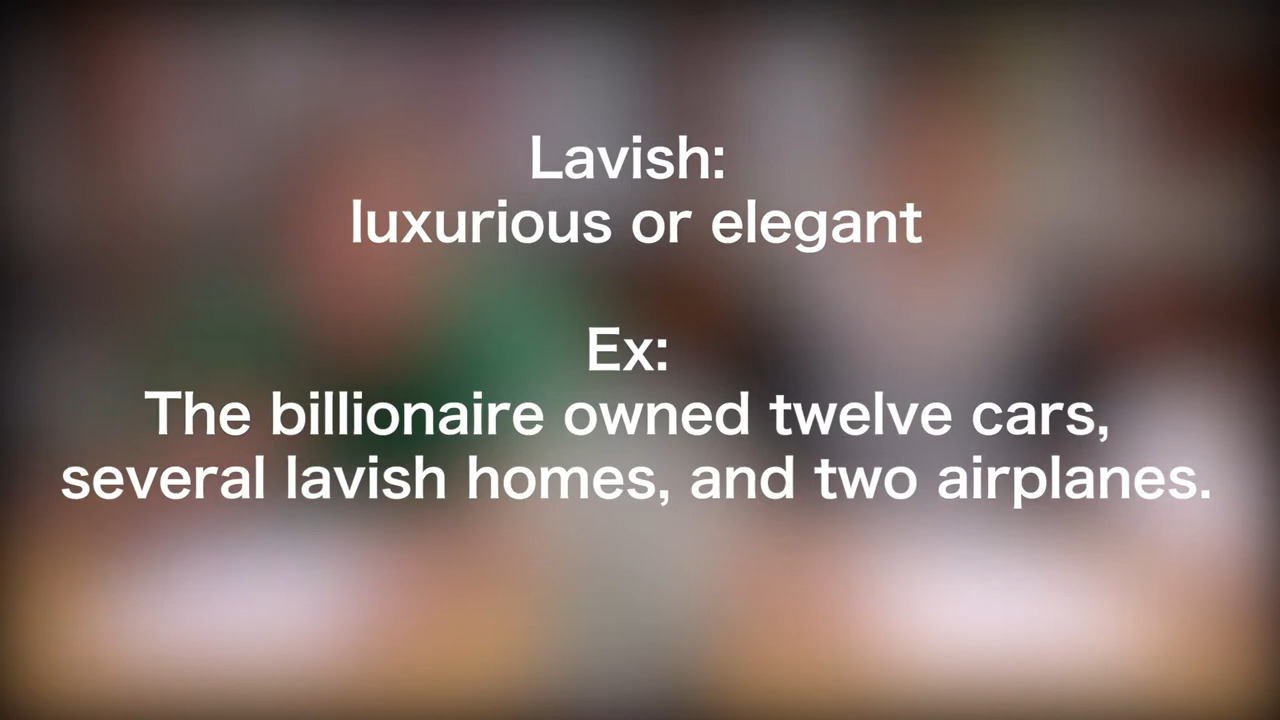 Lavish:
luxurious or elegant
Ex:
The billionaire owned twelve cars,
several lavish homes, and two airplanes.